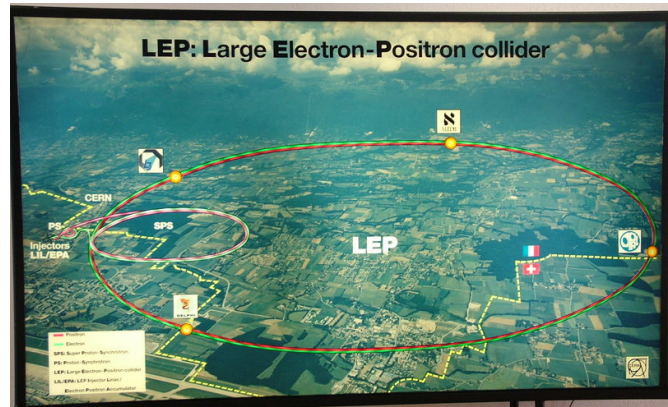 LEP: Large Electron-Positron collider
CERN
PS
SPS
Injectors
LIL/EPA
LEP
DELPHI
Positron
Electron
SPS: Super Proton-Synchrotron
PS: Proton-Synchrotron
LEP: Large Electron-Positron collider
LIL/EPA: LEP Injector Linac/
Electron Positron Accumulator